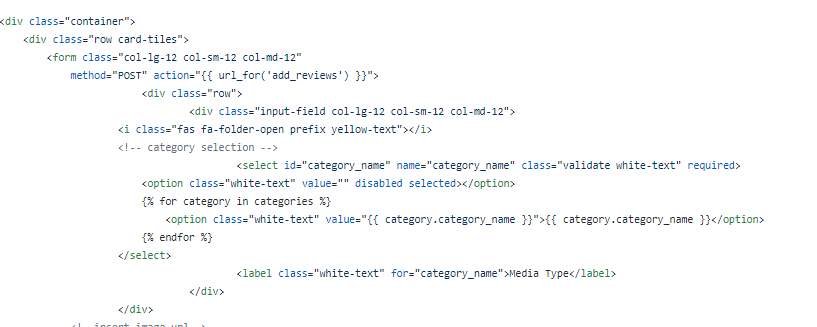 <div class="container">
<div class="row card-tiles">
<form class="col-lg-12 col-sm-12 col-md-12"
method="POST" action="{{ url_for('add_reviews') }}">
<div class="row">
<div class="input-field col-lg-12 col-sm-12 col-md-12">
<i class="fas fa-folder-open prefix yellow-text"></i>
<!-- category selection -->
<select id="category_name" name="category_name" class="validate white-text" required>
<option class="white-text" value="" disabled selected></option>
{% for category in categories %}
<option class="white-text" value="{{ category.category_name }}">{{ category.category_name }}</option>
{% endfor %}
</select>
<label class="white-text" for="category_name">Media Type</label>
</div>
</div>
<!-- insert image url -->